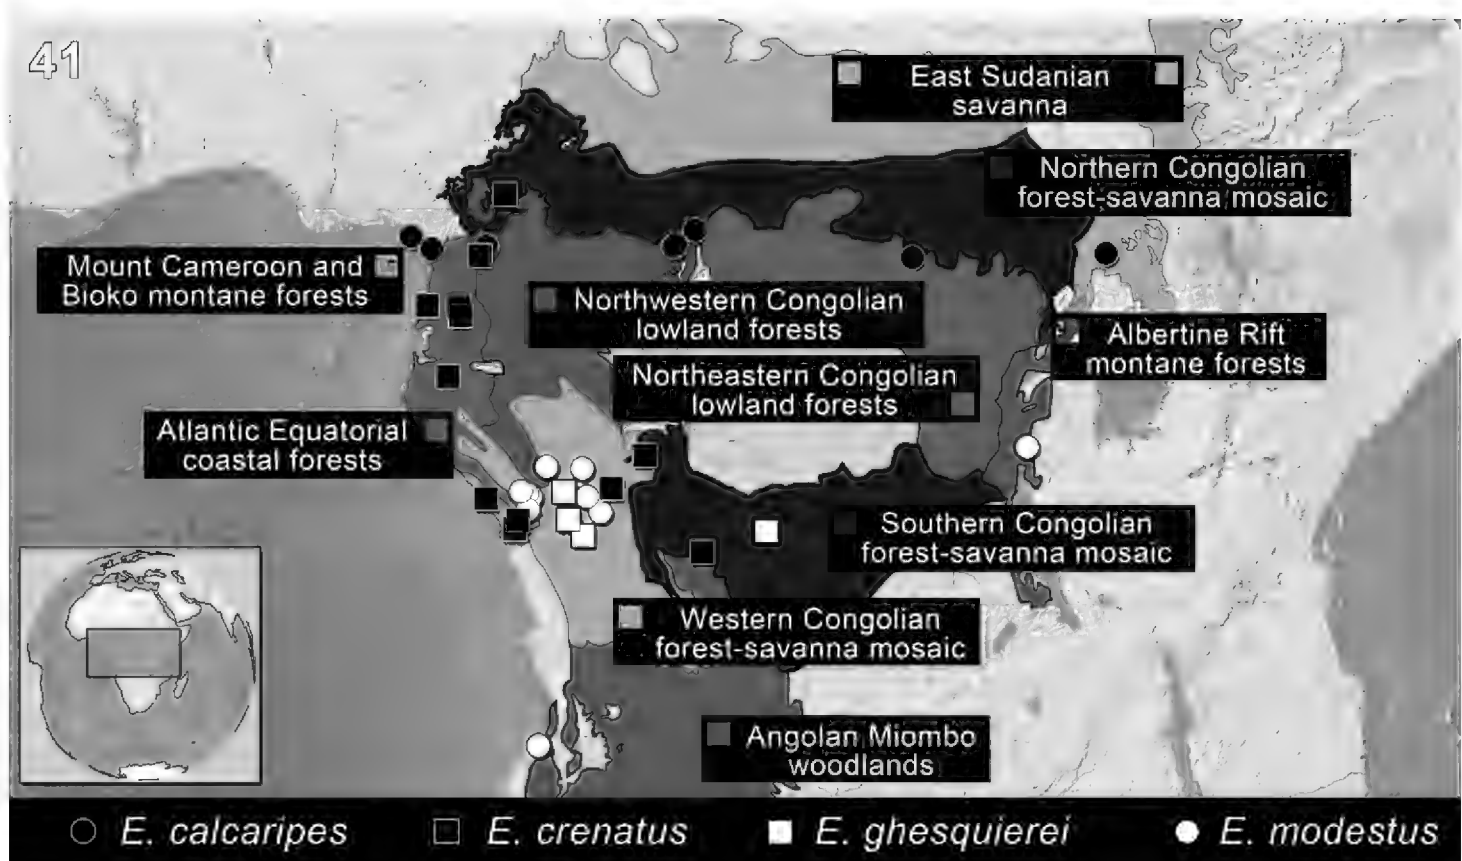 41
East Sudanian
savanna
Northern Congolian
forest-savanna mosaic
Mount Cameroon and
Bioko montane forests
Northwestern Congolian
lowland forests
Albertine Rift
montane forests
Northeastern Congolian
lowland forests
Atlantic Equatorial
coastal forests
Southern Congolian
forest-savanna mosaic
Western Congolian
forest-savanna mosaic
Angolan Miombo
woodlands
E. calcaripes E. crenatus E. ghesquierei E. modestus